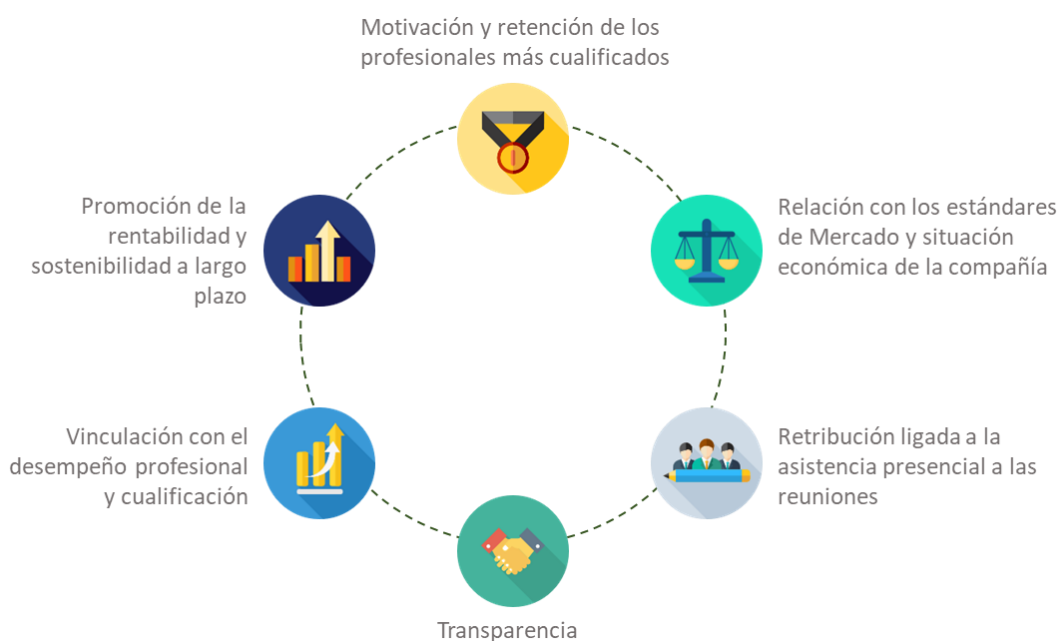 Motivación y retención de los
profesionales más cualificados
Relación con los estándares
de Mercado y situación
económica de la compañía
Retribución ligada a la
asistencia presencial a las
reuniones
Transparencia
Vinculación con el
desempeño profesional
y cualificación
Promoción de la
rentabilidad y
sostenibilidad a largo
plazo